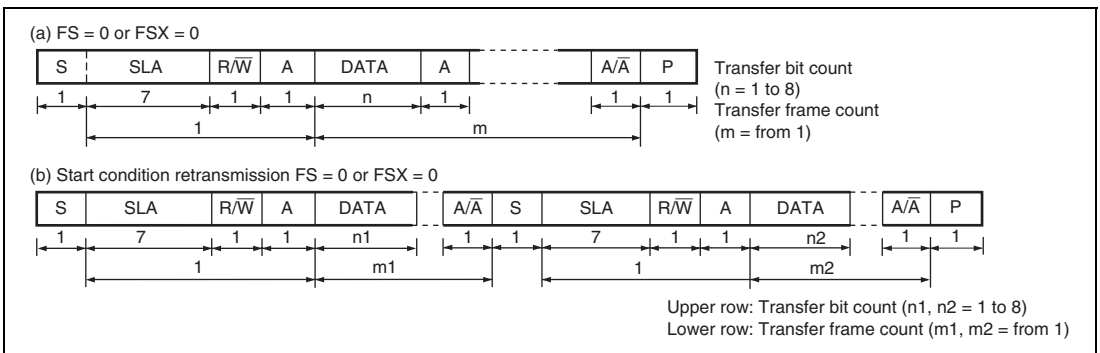 (a) FS = 0 or FSX = 0
S SLA R/W̅ A DATA A A/A̅ P
1 7 1 1 n 1 1 1
1 m
Transfer bit count
(n = 1 to 8)
Transfer frame count
(m = from 1)
(b) Start condition retransmission FS = 0 or FSX = 0
S SLA R/W̅ A DATA A/A̅ S SLA R/W̅ A DATA A/A̅ P
1 7 1 1 n1 1 1 7 1 1 n2 1 1
1 m1 1 m2
Upper row: Transfer bit count (n1, n2 = 1 to 8)
Lower row: Transfer frame count (m1, m2 = from 1)